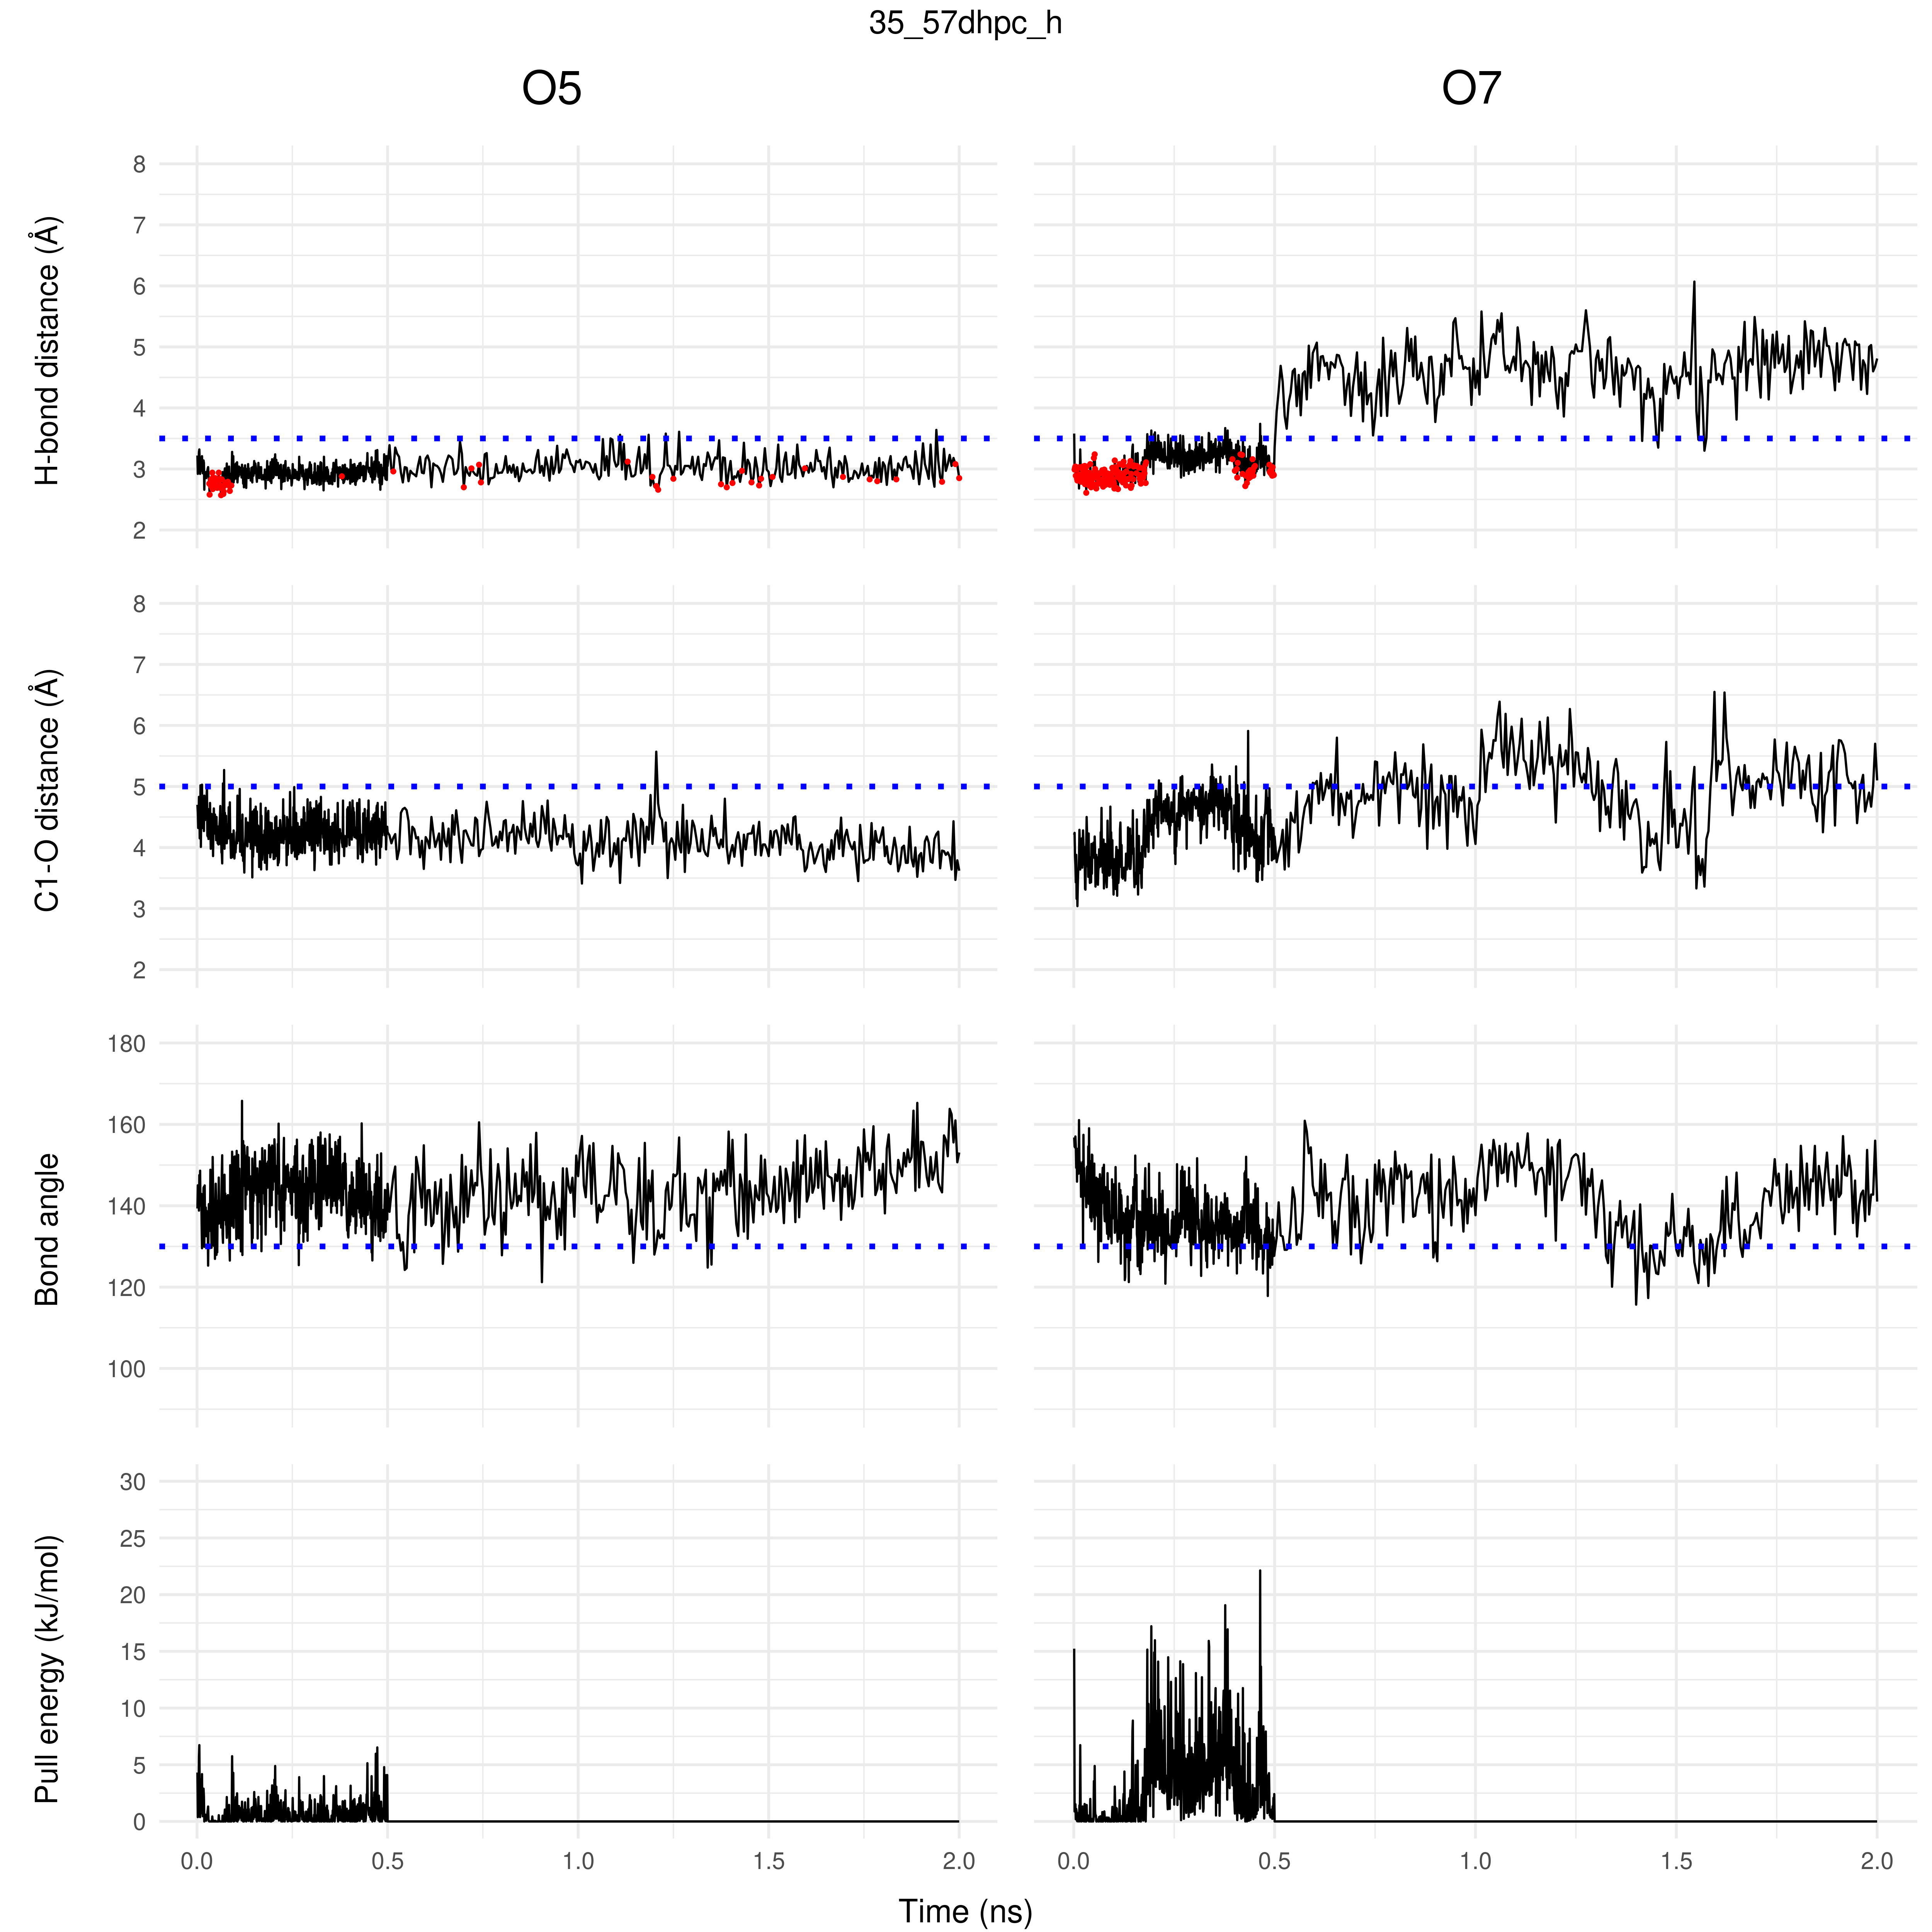 35_57dhpc_h
O5
O7
H-bond distance (Å)
8
7
6
5
4
3
2
C1-O distance (Å)
8
7
6
5
4
3
2
Bond angle
180
160
140
120
100
Pull energy (kJ/mol)
30
25
20
15
10
5
0
0.0 0.5 1.0 1.5 2.0
0.0 0.5 1.0 1.5 2.0
Time (ns)